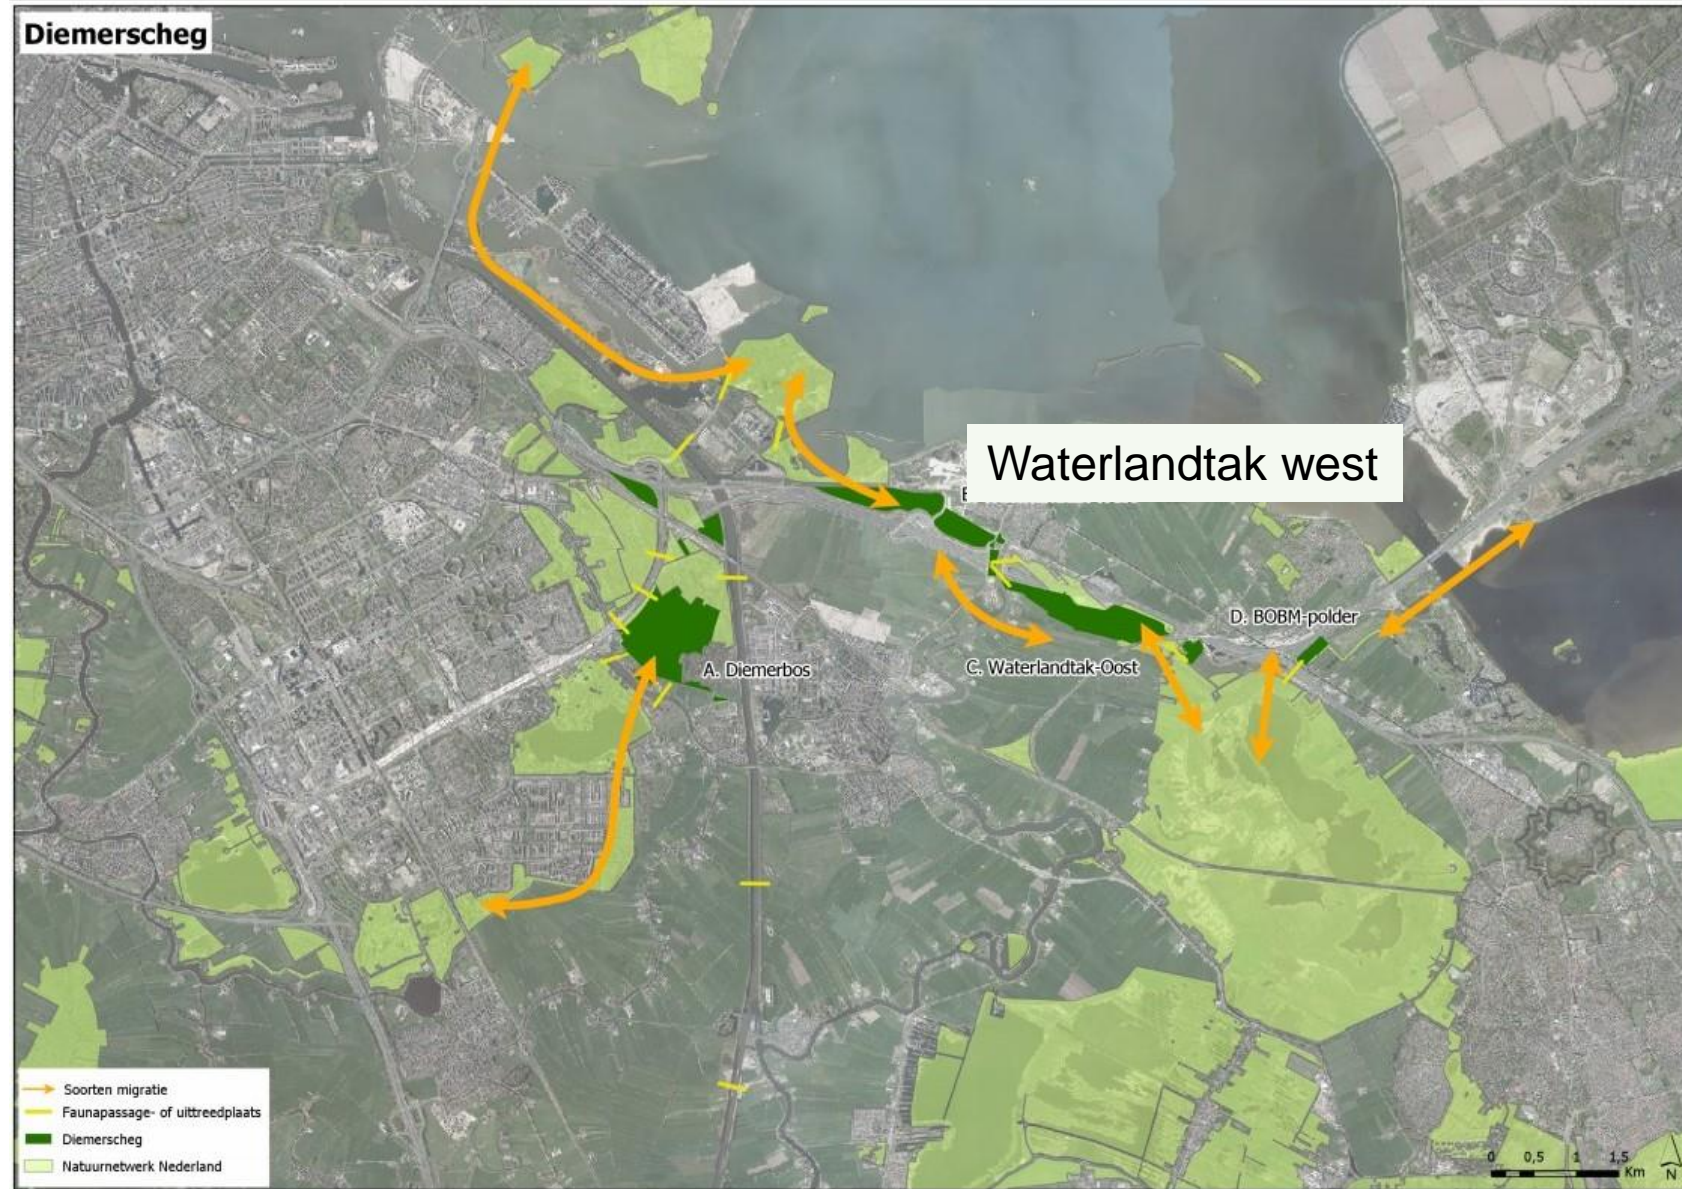 Diemerscheg
Waterlandtak west
D. BOBM-polder
A. Diemerbos
C. Waterlandtak-Oost
Soorten migratie
Faunapassage- of uittreedplaats
Diemerscheg
Natuurnetwerk Nederland
0 0,5 1 1,5
Km
N